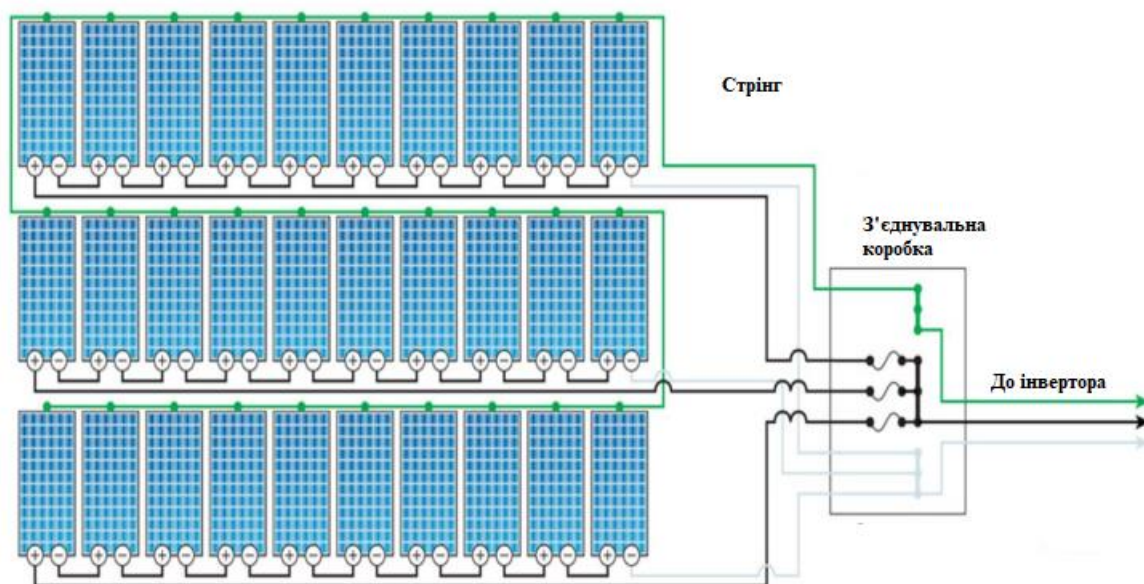 Стрінг
З'єднувальна
коробка
До інвертора